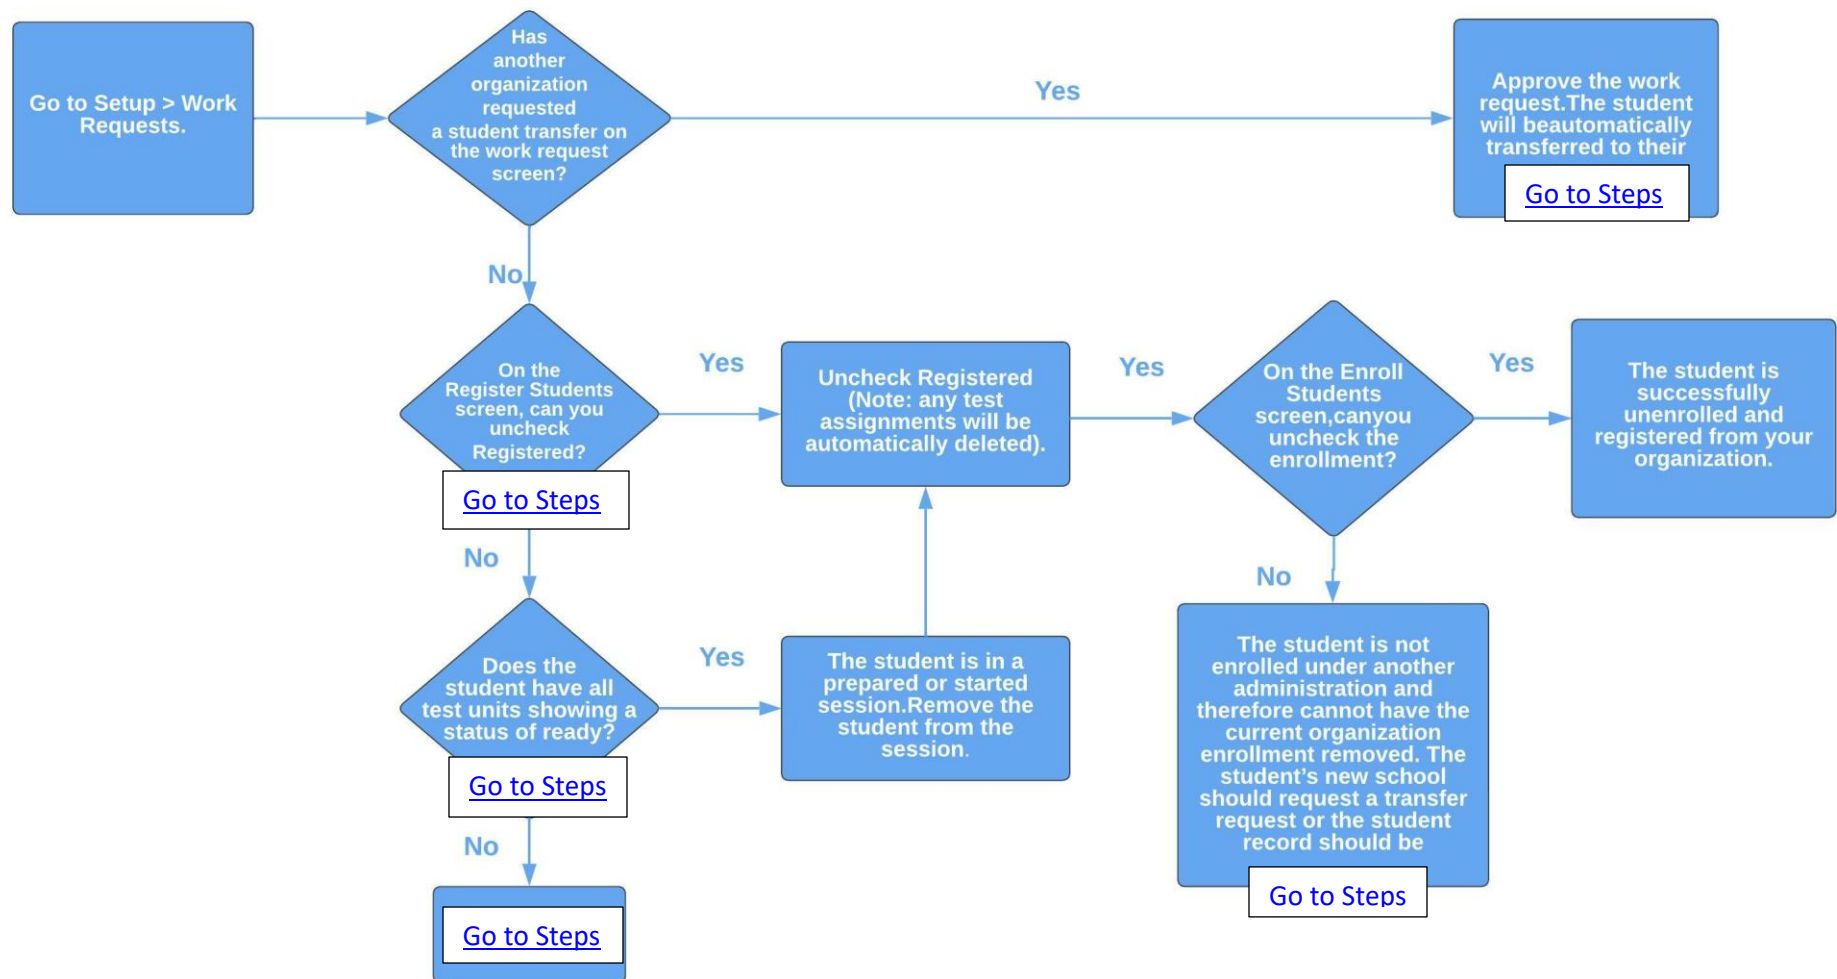 Go to Setup > Work
Requests.
Has
another
organization
requested
a student transfer on
the work request
screen?
Yes
Approve the work
request.The student
will beautomatically
transferred to their
Go to Steps
No
On the
Register Students
screen, can you
uncheck
Registered?
Go to Steps
Yes
Uncheck Registered
(Note: any test
assignments will be
automatically deleted).
Yes
On the Enroll
Students
screen,canyou
uncheck the
enrollment?
Yes
The student is
successfully
unenrolled and
registered from your
organization.
No
Does the
student have all
test units showing a
status of ready?
Go to Steps
Yes
The student is in a
prepared or started
session.Remove the
student from the
session.
No
The student is not
enrolled under another
administration and
therefore cannot have the
current organization
enrollment removed. The
student's new school
should request a transfer
request or the student
record should be
Go to Steps
No
Go to Steps